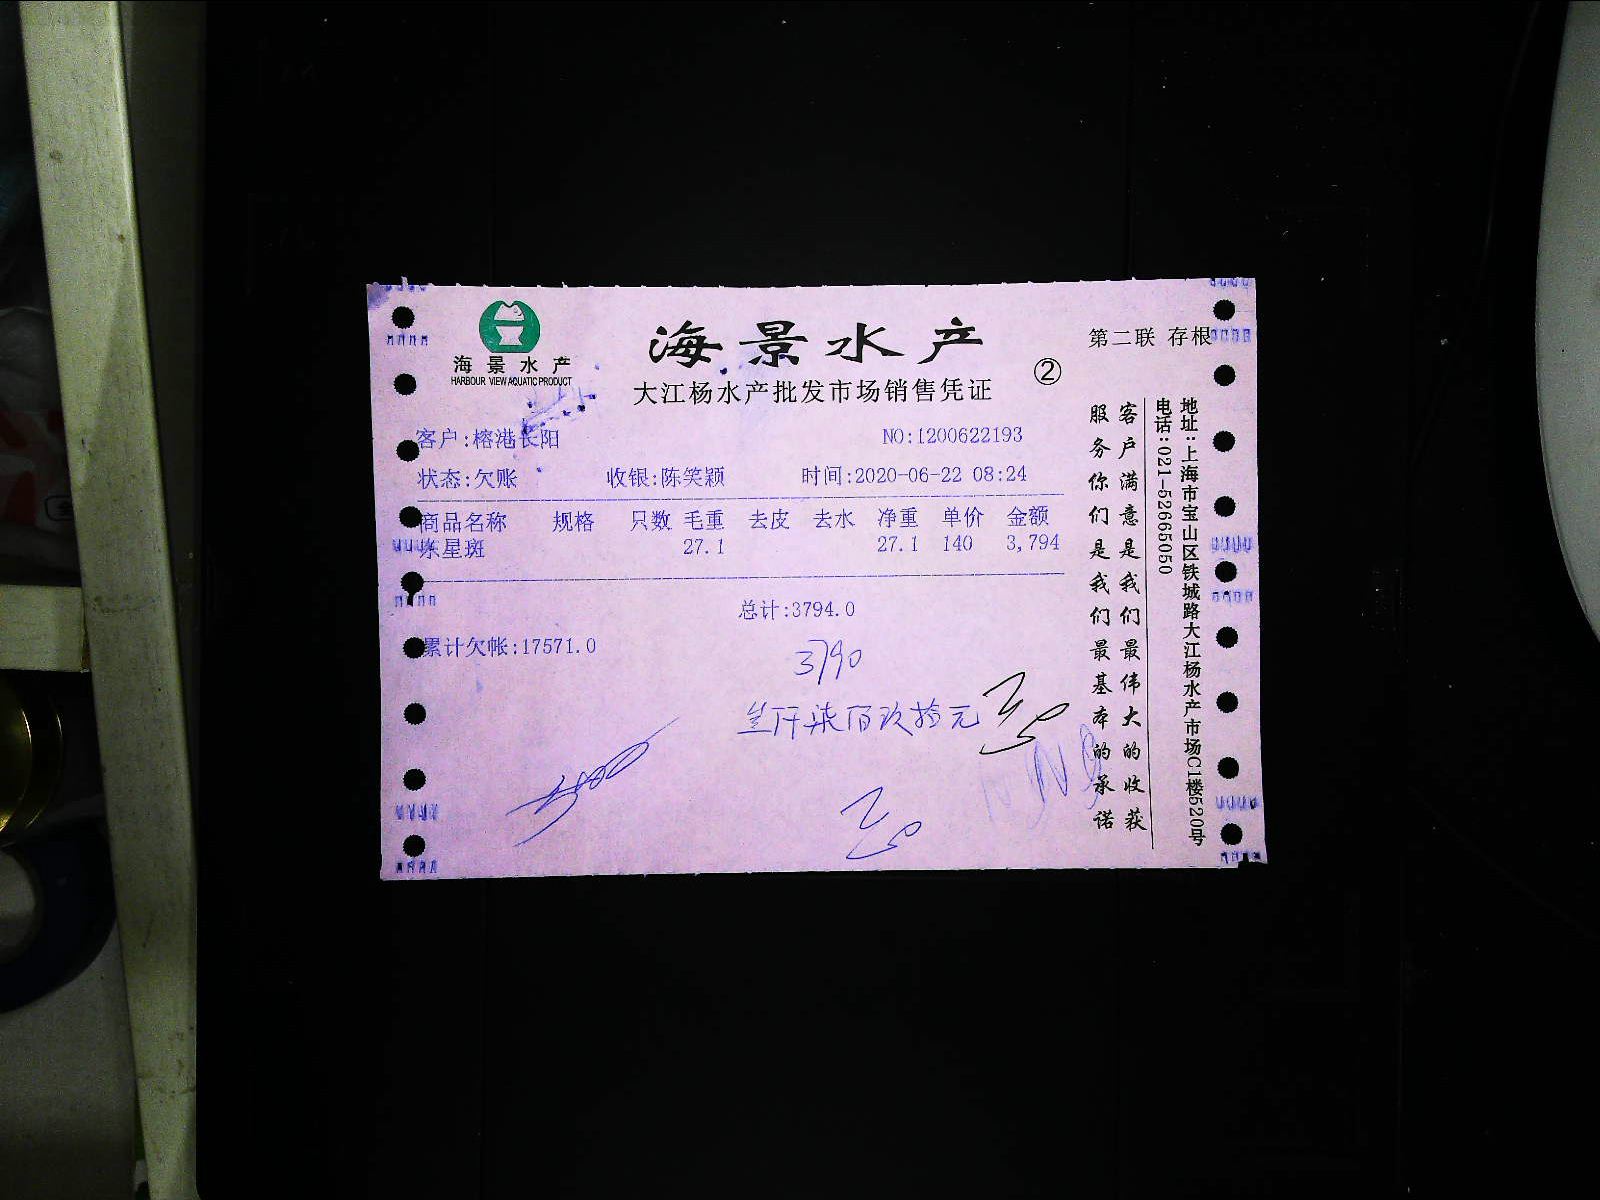 海景水产
HARBOUR VIEW AQUATIC PRODUCT
海景水产
大江杨水产批发市场销售凭证
②
第二联 存根
客户:榕港长阳 NO:1200622193
状态:欠账 收银:陈笑颖 时间:2020-06-22 08:24
商品名称 规格 只数 毛重 去皮 去水 净重 单价 金额
东星斑 27.1 27.1 140 3,794
总计:3794.0
累计欠帐:17571.0
3790
叁仟柒佰玖拾元
客户满意是我们最伟大的收获
服务你们是我们最基本的承诺
地址:上海市宝山区铁城路大江杨水产市场C1楼520号
电话:021-52665050